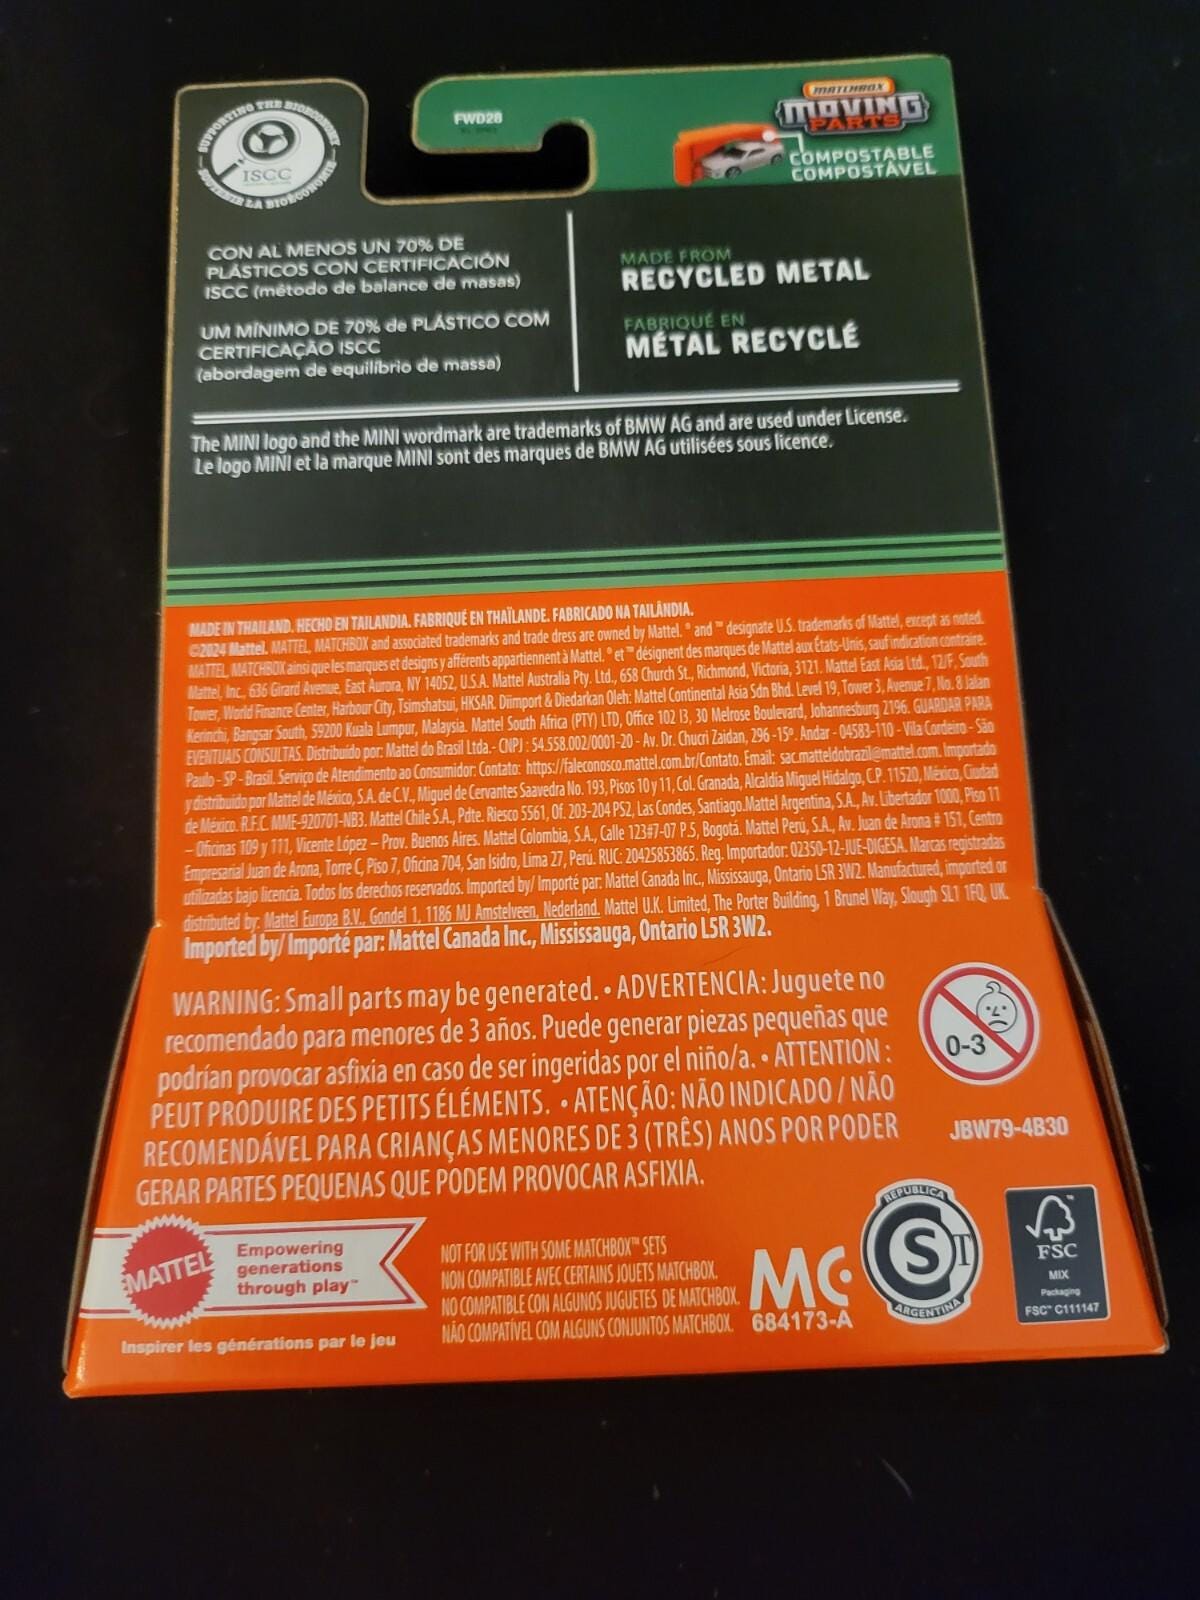 SUPPORTING THE BIOECONOMY
ISCC
SOUTENIR LA BIOÉCONOMIE
FWD28
MATCHBOX
MOVING
PARTS
COMPOSTABLE
COMPOSTÁVEL
CON AL MENOS UN 70% DE
PLÁSTICOS CON CERTIFICACIÓN
ISCC (método de balance de masas)
UM MÍNIMO DE 70% de PLÁSTICO COM
CERTIFICAÇÃO ISCC
(abordagem de equilíbrio de massa)
MADE FROM
RECYCLED METAL
FABRIQUÉ EN
MÉTAL RECYCLÉ
The MINI logo and the MINI wordmark are trademarks of BMW AG and are used under License.
Le logo MINI et la marque MINI sont des marques de BMW AG utilisées sous licence.
MADE IN THAILAND. HECHO EN TAILANDIA. FABRIQUÉ EN THAÏLANDE. FABRICADO NA TAILÂNDIA.
©2024 Mattel. MATTEL, MATCHBOX and associated trademarks and trade dress are owned by Mattel. ® and ™ designate U.S. trademarks of Mattel, except as noted.
MATTEL, MATCHBOX ainsi que les marques et designs y afférents appartiennent à Mattel. ® et ™ désignent des marques de Mattel aux États-Unis, sauf indication contraire.
Mattel, Inc., 636 Girard Avenue, East Aurora, NY 14052, U.S.A. Mattel Australia Pty. Ltd., 658 Church St., Richmond, Victoria, 3121. Mattel East Asia Ltd., 12/F, South
Tower, World Finance Center, Harbour City, Tsimshatsui, HKSAR. Diimport & Diedarkan Oleh: Mattel Continental Asia Sdn Bhd. Level 19, Tower 3, Avenue 7, No. 8 Jalan
Kerinchi, Bangsar South, 59200 Kuala Lumpur, Malaysia. Mattel South Africa (PTY) LTD, Office 102 I3, 30 Melrose Boulevard, Johannesburg 2196. GUARDAR PARA
EVENTUAIS CONSULTAS. Distribuído por: Mattel do Brasil Ltda.- CNPJ : 54.558.002/0001-20 - Av. Dr. Chucri Zaidan, 296 -15º. Andar - 04583-110 - Vila Cordeiro - São
Paulo - SP - Brasil. Serviço de Atendimento ao Consumidor: Contato: https://faleconosco.mattel.com.br/Contato. Email: sac.matteldobrazil@mattel.com. Importado
y distribuido por Mattel de México, S.A. de C.V., Miguel de Cervantes Saavedra No. 193, Pisos 10 y 11, Col. Granada, Alcaldía Miguel Hidalgo, C.P. 11520, México, Ciudad
de México. R.F.C. MME-920701-NB3. Mattel Chile S.A., Pdte. Riesco 5561, Of. 203-204 PS2, Las Condes, Santiago.Mattel Argentina, S.A., Av. Libertador 1000, Piso 11
– Oficinas 109 y 111, Vicente López – Prov. Buenos Aires. Mattel Colombia, S.A., Calle 123#7-07 P.5, Bogotá. Mattel Perú, S.A., Av. Juan de Arona # 151, Centro
Empresarial Juan de Arona, Torre C, Piso 7, Oficina 704, San Isidro, Lima 27, Perú. RUC: 20425853865. Reg. Importador: 02350-12-JUE-DIGESA. Marcas registradas
utilizadas bajo licencia. Todos los derechos reservados. Imported by/ Importé par: Mattel Canada Inc., Mississauga, Ontario L5R 3W2. Manufactured, imported or
distributed by: Mattel Europa B.V., Gondel 1, 1186 MJ Amstelveen, Nederland. Mattel U.K. Limited, The Porter Building, 1 Brunel Way, Slough SL1 1FQ, UK.
Imported by/ Importé par: Mattel Canada Inc., Mississauga, Ontario L5R 3W2.
WARNING: Small parts may be generated. • ADVERTENCIA: Juguete no
recomendado para menores de 3 años. Puede generar piezas pequeñas que
podrían provocar asfixia en caso de ser ingeridas por el niño/a. • ATTENTION :
PEUT PRODUIRE DES PETITS ÉLÉMENTS. • ATENÇÃO: NÃO INDICADO / NÃO
RECOMENDÁVEL PARA CRIANÇAS MENORES DE 3 (TRÊS) ANOS POR PODER
GERAR PARTES PEQUENAS QUE PODEM PROVOCAR ASFIXIA.
0-3
JBW79-4B30
MATTEL
Empowering
generations
through play™
Inspirer les générations par le jeu
NOT FOR USE WITH SOME MATCHBOX™ SETS
NON COMPATIBLE AVEC CERTAINS JOUETS MATCHBOX.
NO COMPATIBLE CON ALGUNOS JUGUETES DE MATCHBOX.
NÃO COMPATÍVEL COM ALGUNS CONJUNTOS MATCHBOX.
MC
684173-A
REPUBLICA
S T
ARGENTINA
FSC
MIX
Packaging
FSC™ C111147